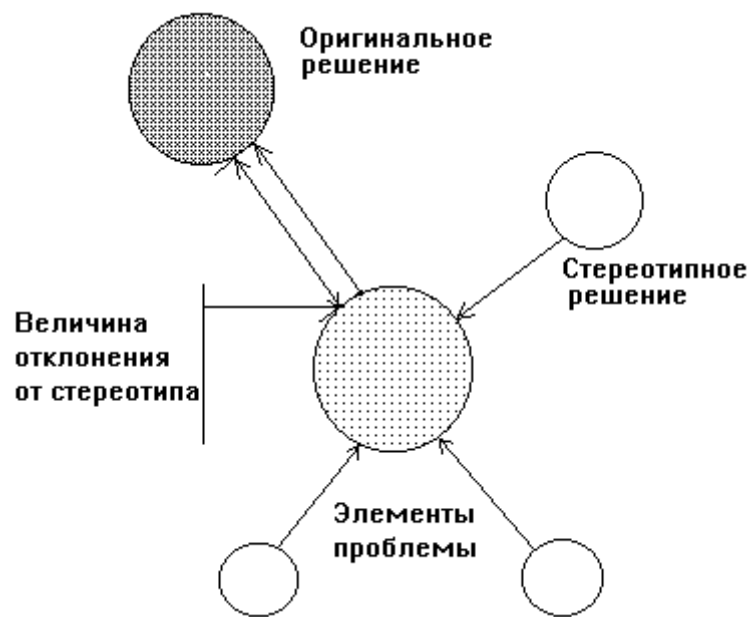 Оригинальное
решение
Стереотипное
решение
Величина
отклонения
от стереотипа
Элементы
проблемы